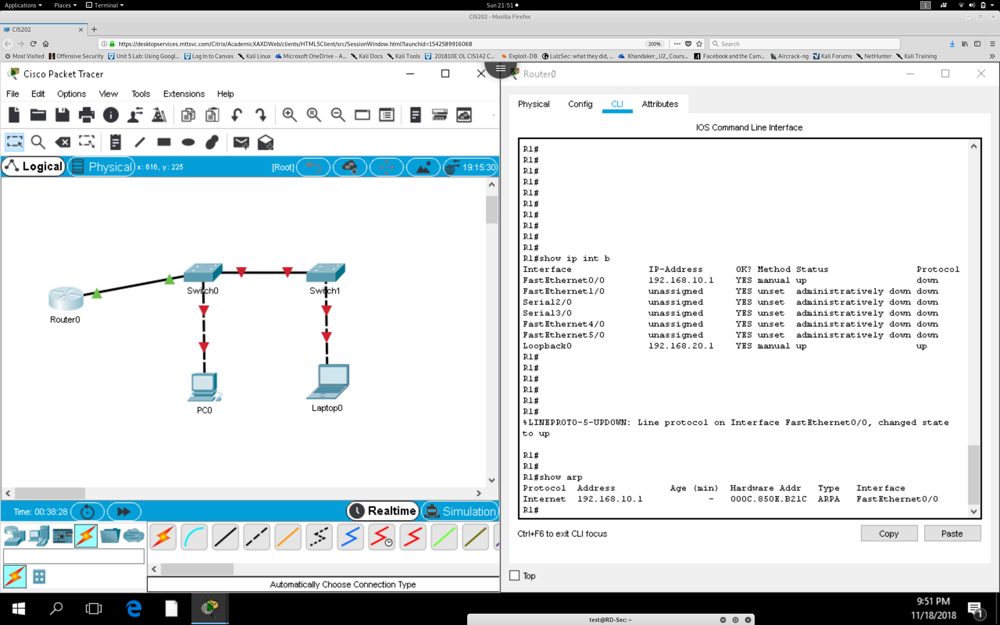 Applications Places Terminal Sun 21:51 1
CIS202 - Mozilla Firefox
CIS202
https://desktopservices.mttsvc.com/Citrix/AcademicXAXDWeb/clients/HTML5Client/src/SessionWindow.html?launchid=1542589916068 200% Search
Most Visited Offensive Security Unit 5 Lab: Using Googl... Log In to Canvas Kali Linux Microsoft OneDrive - A... Kali Docs Kali Tools 201810E OL CIS142 C... Exploit-DB LulzSec: what they did, ... Khandaker_U2_Cours... Facebook and the Cam... Aircrack-ng Kali Forums NetHunter Kali Training
Cisco Packet Tracer
File Edit Options View Tools Extensions Help
Logical Physical x: 616, y: 225 [Root] 19:15:30
Switch0 Switch1
Router0
PC0 Laptop0
Time: 00:38:28 Realtime Simulation
Automatically Choose Connection Type
Router0
Physical Config CLI Attributes
IOS Command Line Interface
R1#
R1#
R1#
R1#
R1#
R1#
R1#
R1#
R1#
R1#
R1#show ip int b
Interface IP-Address OK? Method Status Protocol
FastEthernet0/0 192.168.10.1 YES manual up down
FastEthernet1/0 unassigned YES unset administratively down down
Serial2/0 unassigned YES unset administratively down down
Serial3/0 unassigned YES unset administratively down down
FastEthernet4/0 unassigned YES unset administratively down down
FastEthernet5/0 unassigned YES unset administratively down down
Loopback0 192.168.20.1 YES manual up up
R1#
R1#
R1#
R1#
R1#
R1#
%LINEPROTO-5-UPDOWN: Line protocol on Interface FastEthernet0/0, changed state
to up
R1#
R1#
R1#show arp
Protocol Address Age (min) Hardware Addr Type Interface
Internet 192.168.10.1 - 000C.850E.B21C ARPA FastEthernet0/0
R1#
Ctrl+F6 to exit CLI focus Copy Paste
Top
9:51 PM
11/18/2018
1
test@RD-Sec: ~